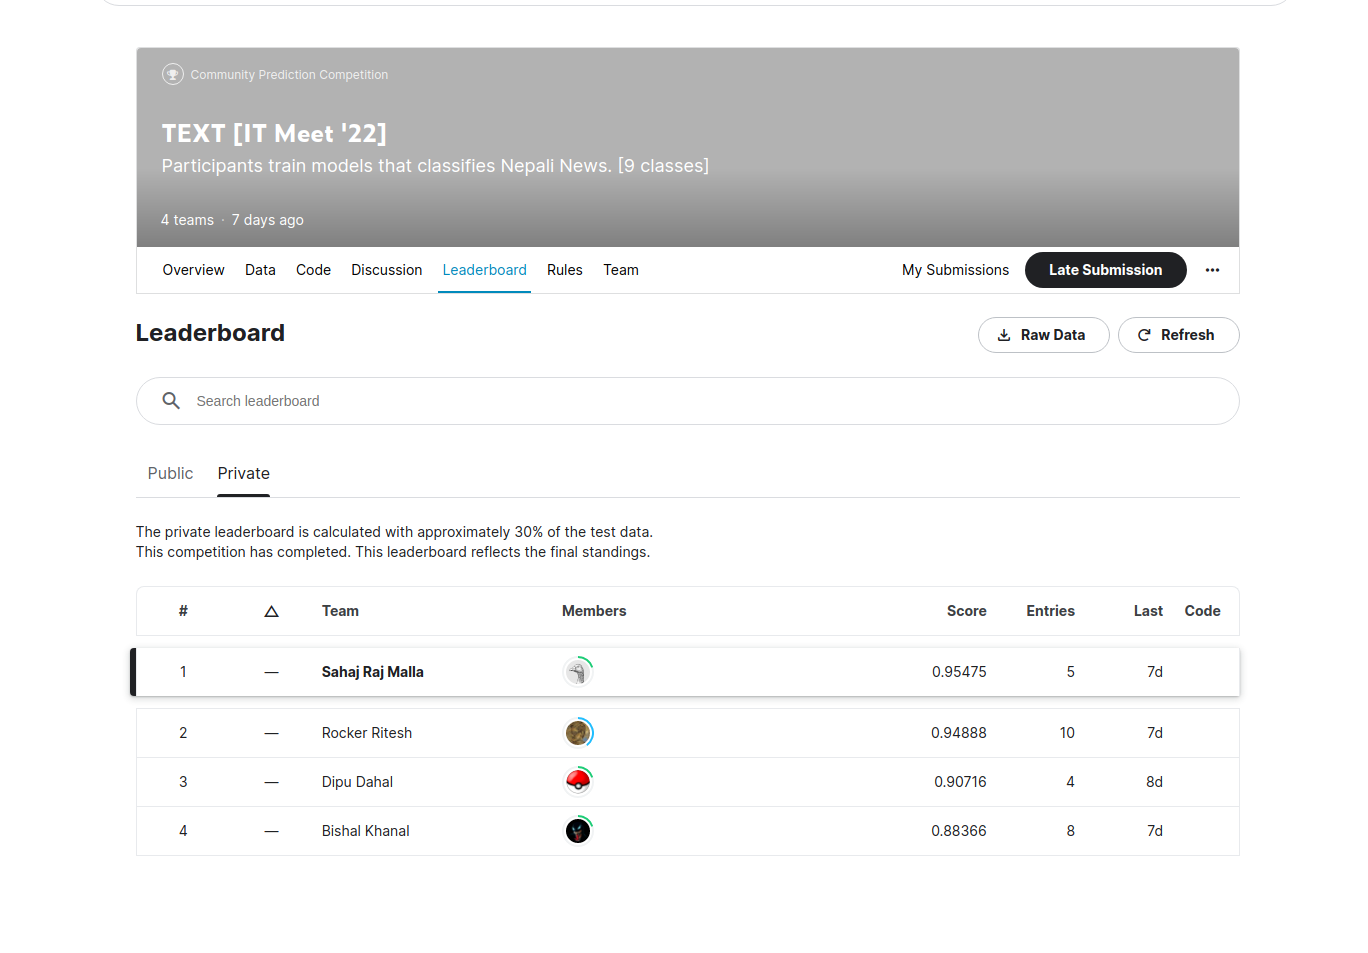 Community Prediction Competition
TEXT [IT Meet '22]
Participants train models that classifies Nepali News. [9 classes]
4 teams · 7 days ago
Overview Data Code Discussion Leaderboard Rules Team My Submissions Late Submission •••
Leaderboard Raw Data Refresh
Search leaderboard
Public Private
The private leaderboard is calculated with approximately 30% of the test data.
This competition has completed. This leaderboard reflects the final standings.
# △ Team Members Score Entries Last Code
1 — Sahaj Raj Malla 0.95475 5 7d
2 — Rocker Ritesh 0.94888 10 7d
3 — Dipu Dahal 0.90716 4 8d
4 — Bishal Khanal 0.88366 8 7d